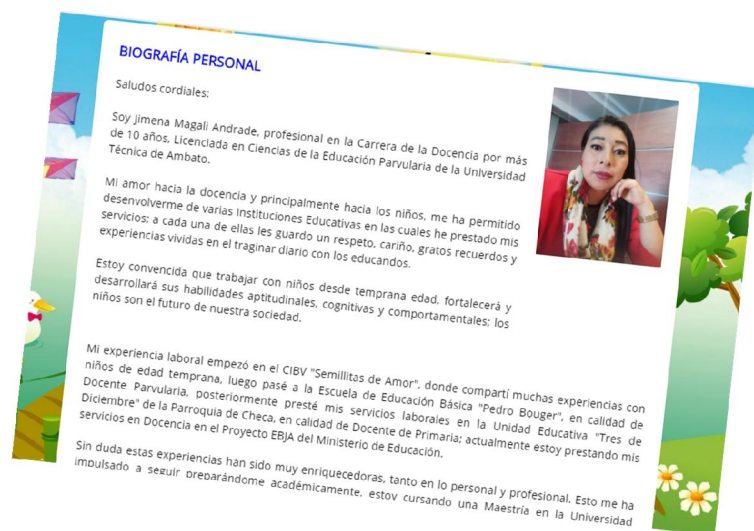 BIOGRAFÍA PERSONAL
Saludos cordiales:
Soy Jimena Magali Andrade, profesional en la Carrera de la Docencia por más
de 10 años, Licenciada en Ciencias de la Educación Parvularia de la Universidad
Técnica de Ambato.
Mi amor hacia la docencia y principalmente hacia los niños, me ha permitido
desenvolverme de varias Instituciones Educativas en las cuales he prestado mis
servicios; a cada una de ellas les guardo un respeto, cariño, gratos recuerdos y
experiencias vividas en el traginar diario con los educandos.
Estoy convencida que trabajar con niños desde temprana edad, fortalecerá y
desarrollará sus habilidades aptitudinales, cognitivas y comportamentales; los
niños son el futuro de nuestra sociedad.
Mi experiencia laboral empezó en el CIBV "Semillitas de Amor", donde compartí muchas experiencias con
niños de edad temprana, luego pasé a la Escuela de Educación Básica "Pedro Bouger", en calidad de
Docente Parvularia, posteriormente presté mis servicios laborales en la Unidad Educativa "Tres de
Diciembre" de la Parroquia de Checa, en calidad de Docente de Primaria; actualmente estoy prestando mis
servicios en Docencia en el Proyecto EBJA del Ministerio de Educación.
Sin duda estas experiencias han sido muy enriquecedoras, tanto en lo personal y profesional. Esto me ha
impulsado a seguir preparándome académicamente, estoy cursando una Maestría en la Universidad